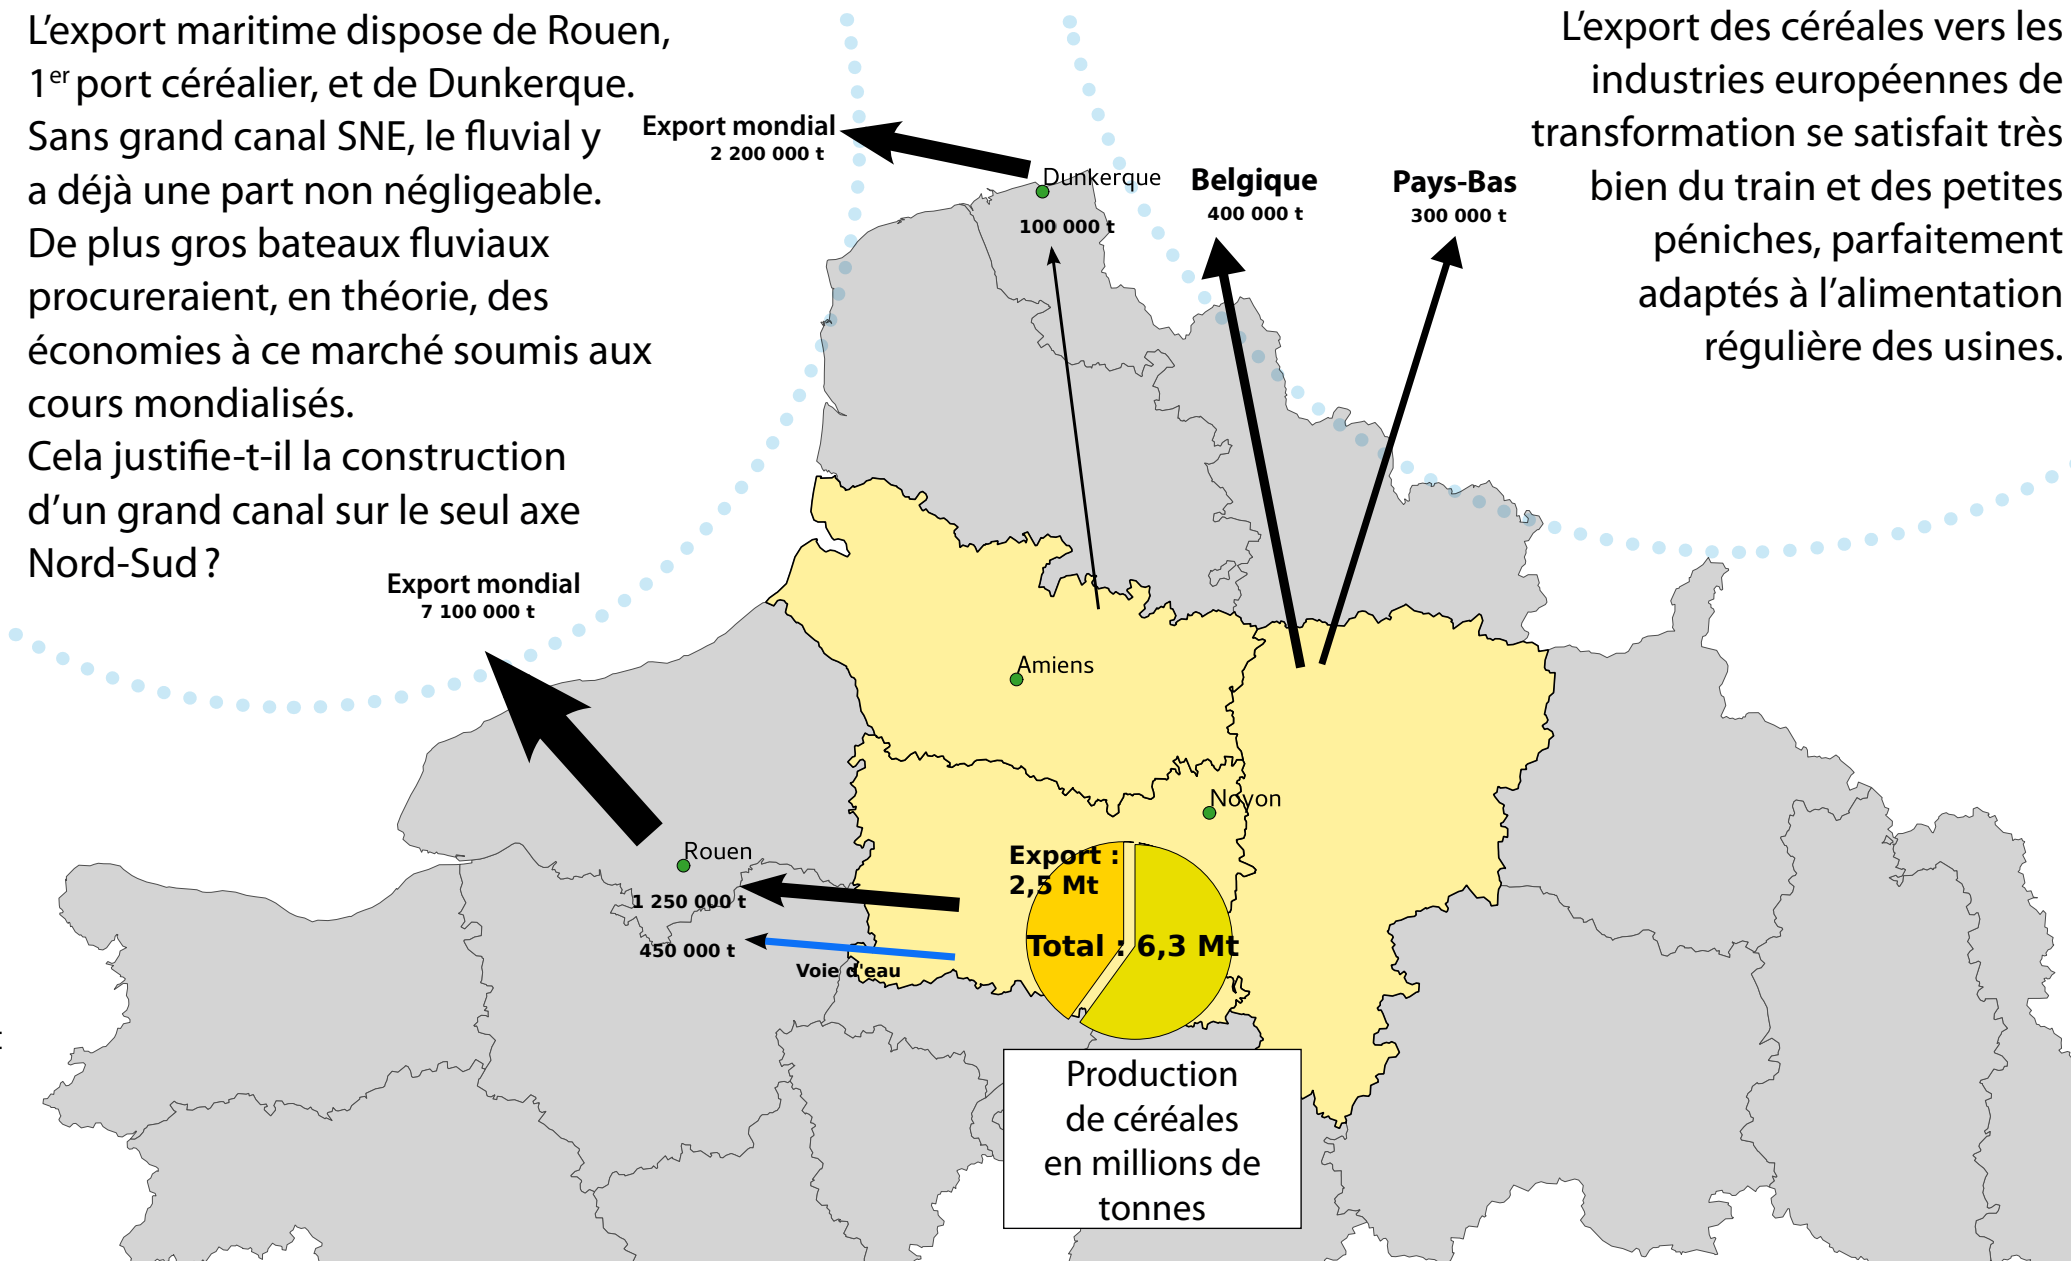 L'export maritime dispose de Rouen,
1er port céréalier, et de Dunkerque.
Sans grand canal SNE, le fluvial y
a déjà une part non négligeable.
De plus gros bateaux fluviaux
procureraient, en théorie, des
économies à ce marché soumis aux
cours mondialisés.
Cela justifie-t-il la construction
d'un grand canal sur le seul axe
Nord-Sud ?
L'export des céréales vers les
industries européennes de
transformation se satisfait très
bien du train et des petites
péniches, parfaitement
adaptés à l'alimentation
régulière des usines.
Export mondial
2 200 000 t
Dunkerque
100 000 t
Belgique
400 000 t
Pays-Bas
300 000 t
Export mondial
7 100 000 t
Amiens
Noyon
Rouen
1 250 000 t
450 000 t
Voie d'eau
Export :
2,5 Mt
Total : 6,3 Mt
Production
de céréales
en millions de
tonnes